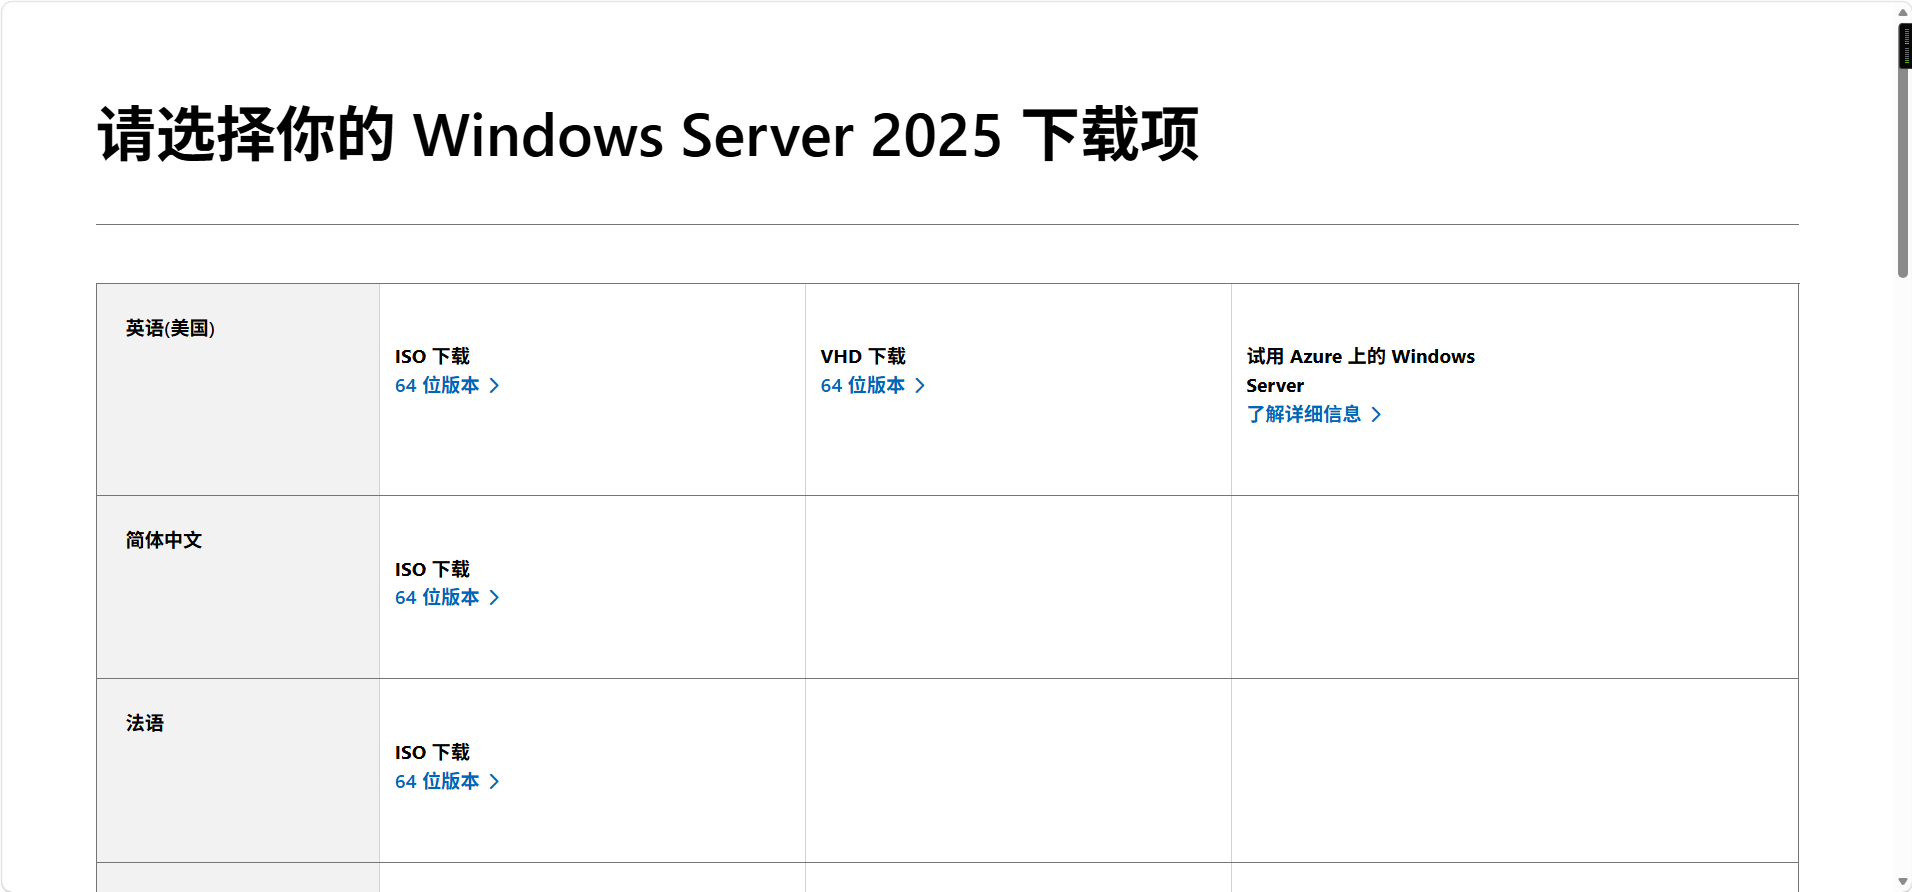 请选择你的 Windows Server 2025 下载项
英语(美国)
ISO 下载
64 位版本
VHD 下载
64 位版本
试用 Azure 上的 Windows
Server
了解详细信息
简体中文
ISO 下载
64 位版本
法语
ISO 下载
64 位版本